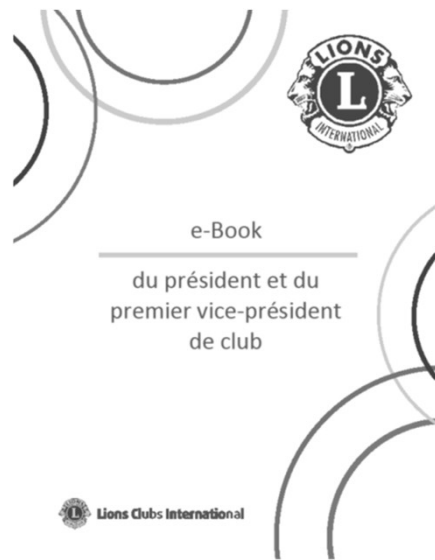 LIONS
L
INTERNATIONAL
e-Book
du président et du
premier vice-président
de club
Lions Clubs International